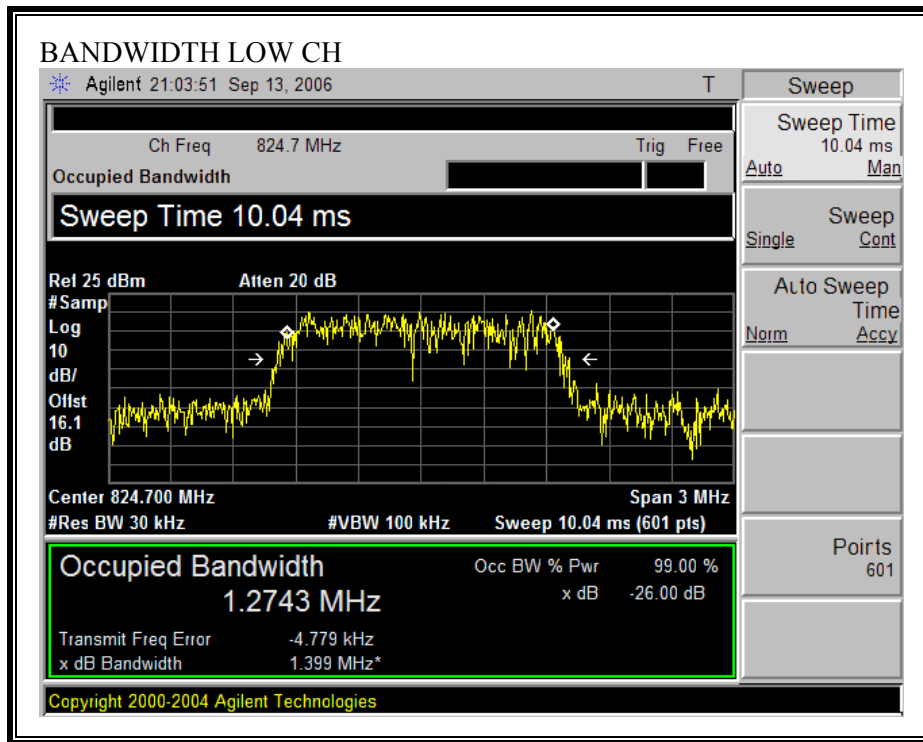 BANDWIDTH LOW CH
Agilent 21:03:51 Sep 13, 2006 T
Ch Freq 824.7 MHz Trig Free
Occupied Bandwidth
Sweep Time 10.04 ms
Ref 25 dBm Atten 20 dB
#Samp
Log
10
dB/
Offst
16.1
dB
Center 824.700 MHz Span 3 MHz
#Res BW 30 kHz #VBW 100 kHz Sweep 10.04 ms (601 pts)
Occupied Bandwidth
1.2743 MHz
Occ BW % Pwr 99.00 %
x dB -26.00 dB
Transmit Freq Error -4.779 kHz
x dB Bandwidth 1.399 MHz*
Copyright 2000-2004 Agilent Technologies
Sweep
Sweep Time
10.04 ms
Auto Man
Sweep
Single Cont
Auto Sweep
Time
Norm Accy
Points
601